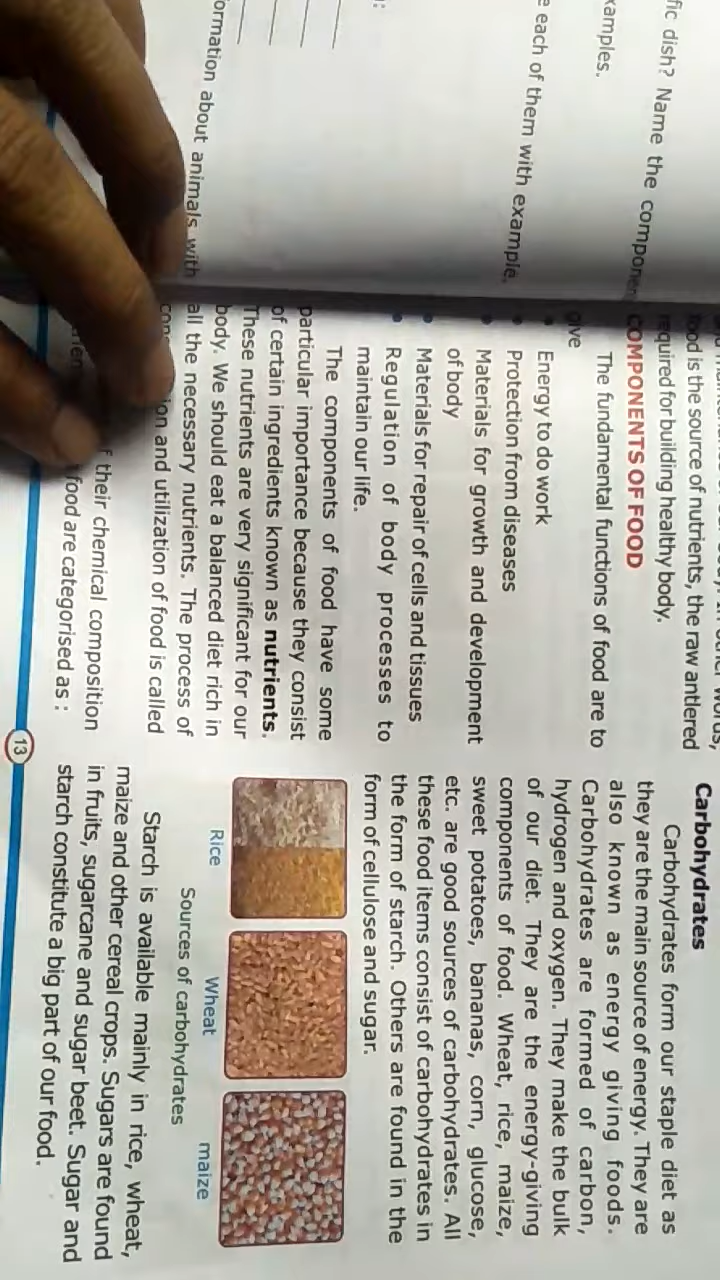 fic dish? Name the
xamples.
e each of them with example.
ormation about animals with
food is the source of nutrients, the raw antlered
required for building healthy body.
COMPONENTS OF FOOD
The fundamental functions of food are to
give
• Energy to do work
• Protection from diseases
• Materials for growth and development
of body
• Materials for repair of cells and tissues
• Regulation of body processes to
maintain our life.
The components of food have some
particular importance because they consist
of certain ingredients known as nutrients.
These nutrients are very significant for our
body. We should eat a balanced diet rich in
all the necessary nutrients. The process of
and utilization of food is called
their chemical composition
food are categorised as :
Carbohydrates
Carbohydrates form our staple diet as
they are the main source of energy. They are
also known as energy giving foods.
Carbohydrates are formed of carbon,
hydrogen and oxygen. They make the bulk
of our diet. They are the energy-giving
components of food. Wheat, rice, maize,
sweet potatoes, bananas, corn, glucose,
etc. are good sources of carbohydrates. All
these food items consist of carbohydrates in
the form of starch. Others are found in the
form of cellulose and sugar.
Rice Wheat maize
Sources of carbohydrates
Starch is available mainly in rice, wheat,
maize and other cereal crops. Sugars are found
in fruits, sugarcane and sugar beet. Sugar and
starch constitute a big part of our food.
13